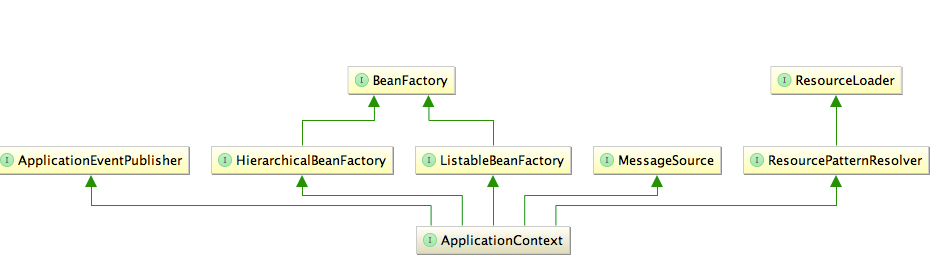 I BeanFactory
I ResourceLoader
I ApplicationEventPublisher
I HierarchicalBeanFactory
I ListableBeanFactory
I MessageSource
I ResourcePatternResolver
I ApplicationContext